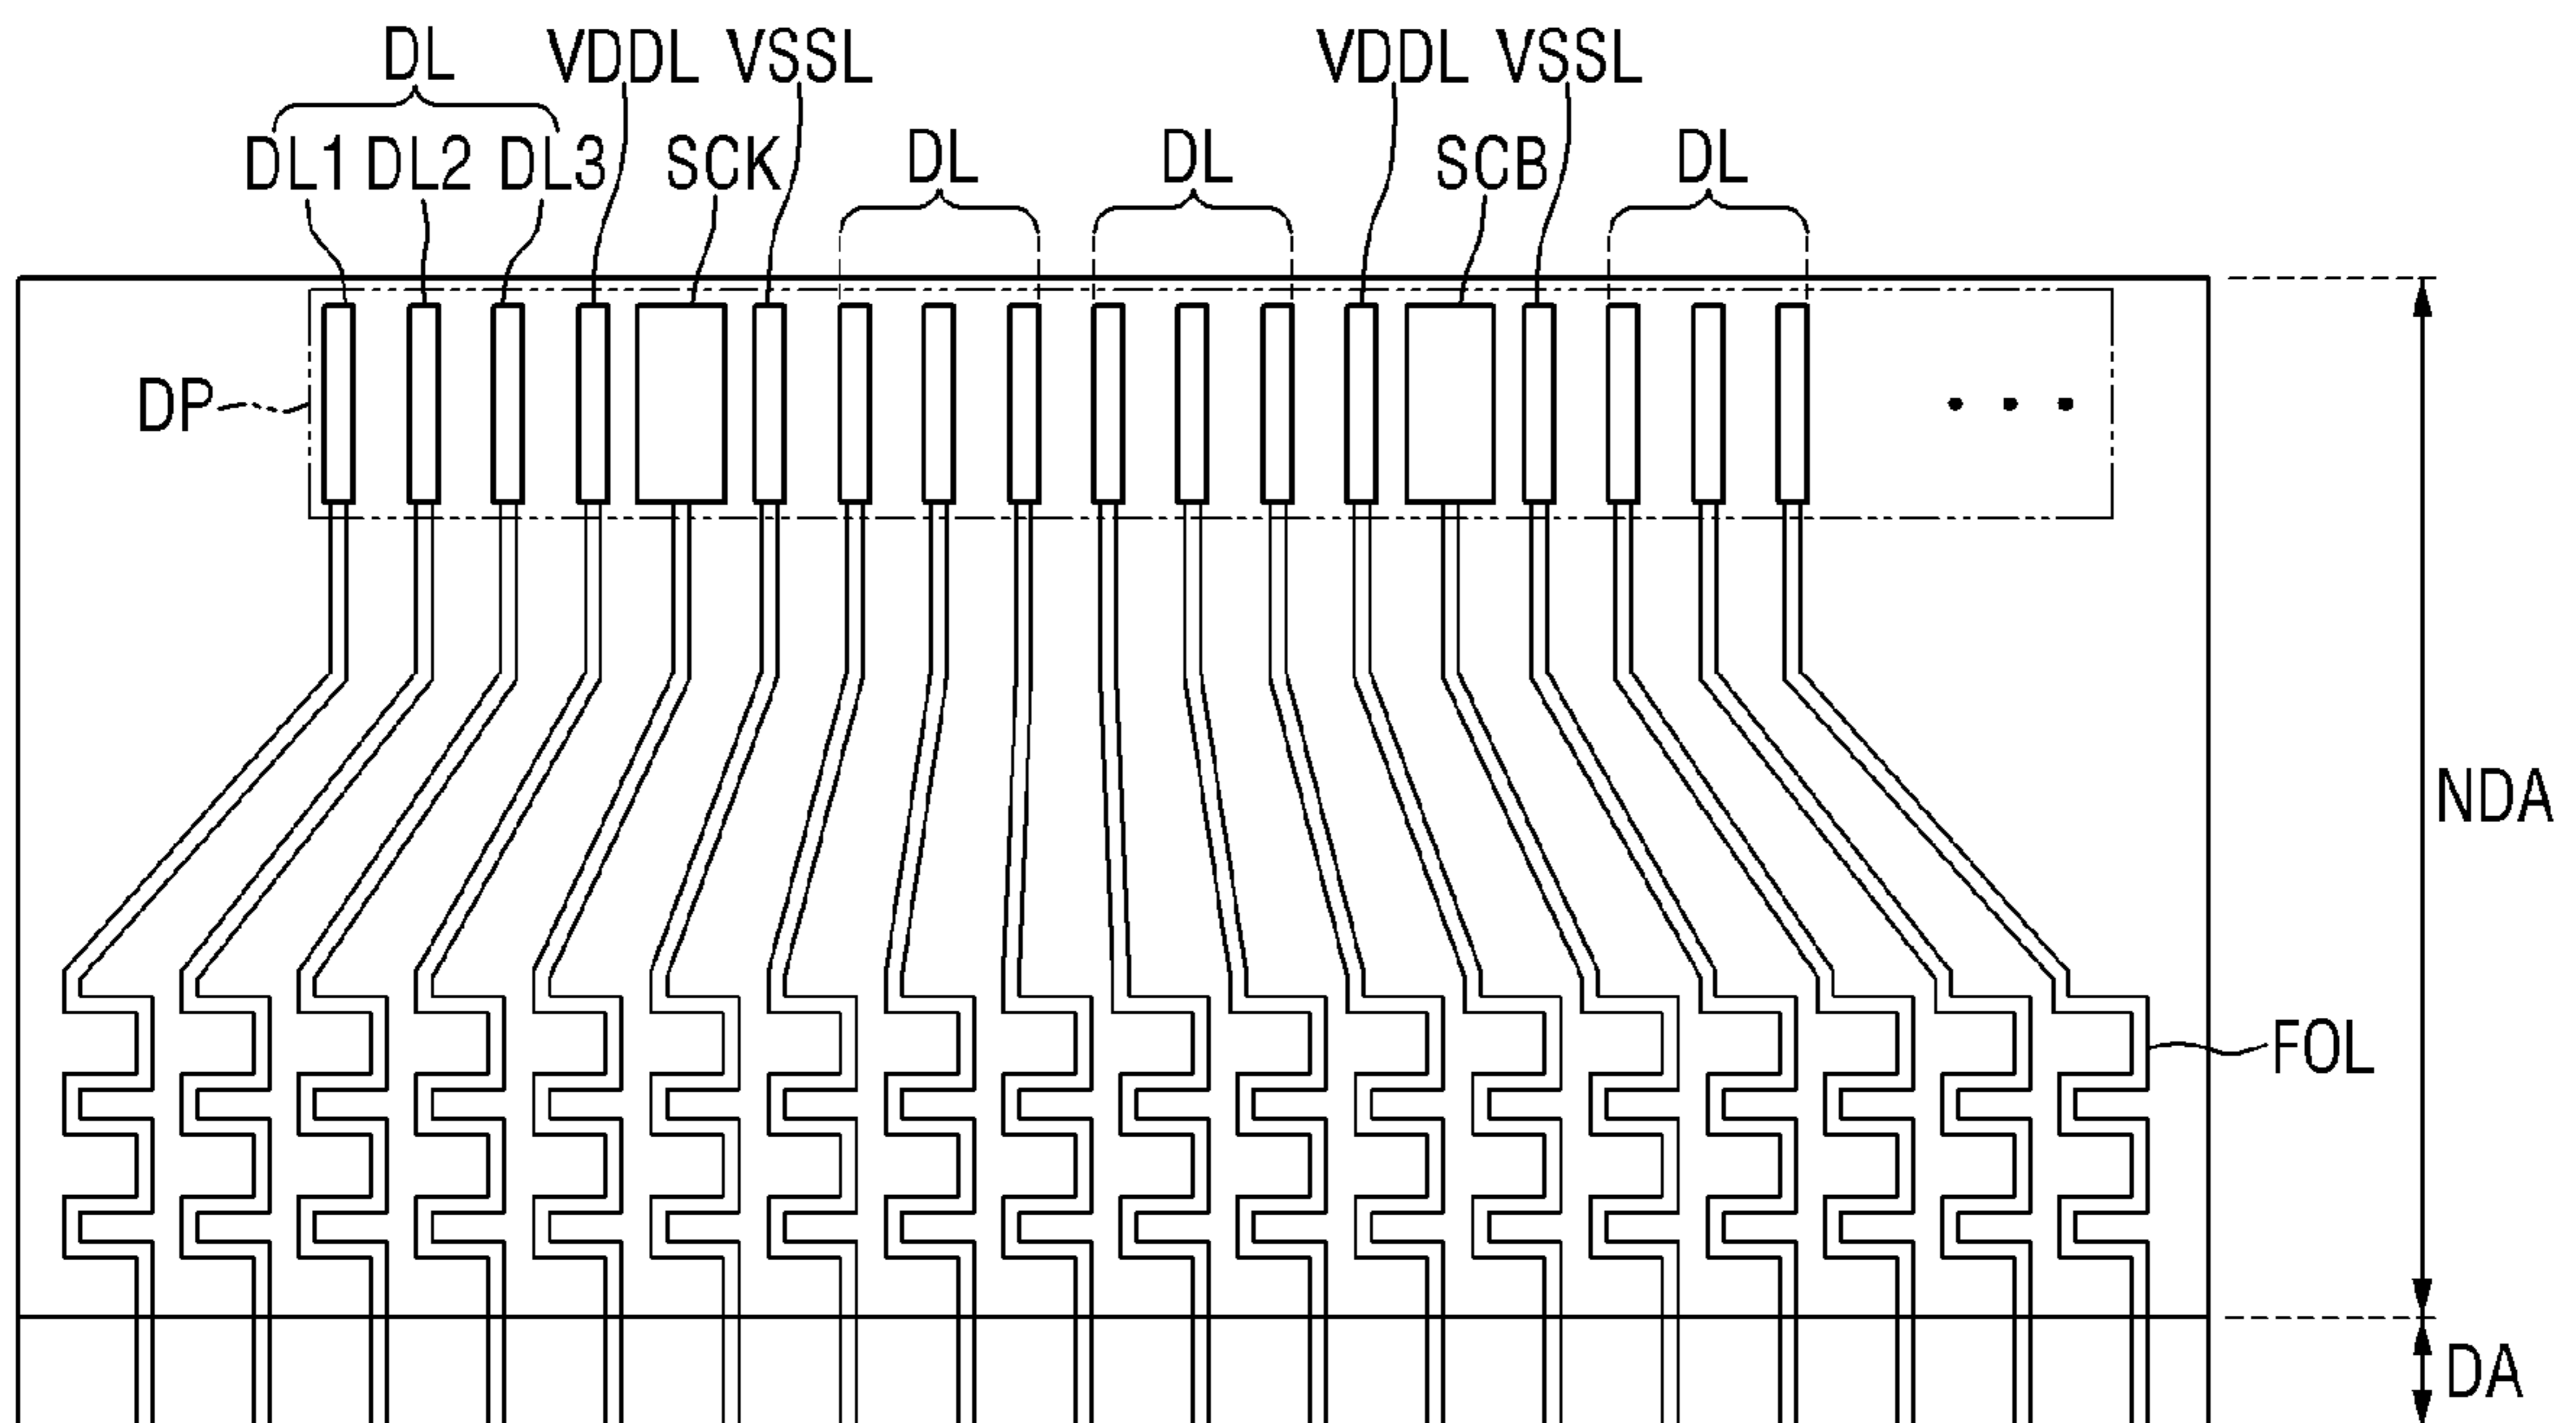 DL VDDL VSSL VDDL VSSL
DL1 DL2 DL3 SCK DL DL SCB DL
DP
NDA
FOL
DA